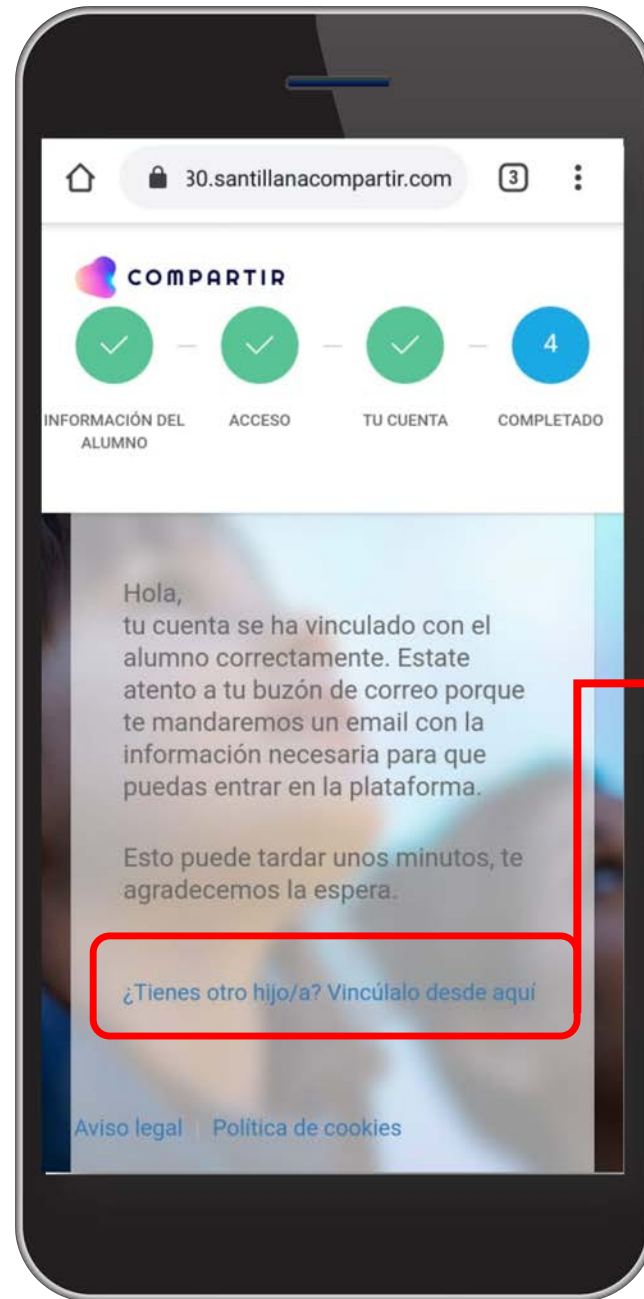 30.santillanacompartir.com
3
COMPARTIR
4
INFORMACIÓN DEL ALUMNO
ACCESO
TU CUENTA
COMPLETADO
Hola,
tu cuenta se ha vinculado con el
alumno correctamente. Estate
atento a tu buzón de correo porque
te mandaremos un email con la
información necesaria para que
puedas entrar en la plataforma.
Esto puede tardar unos minutos, te
agradecemos la espera.
¿Tienes otro hijo/a? Vincúlalo desde aquí
Aviso legal | Política de cookies